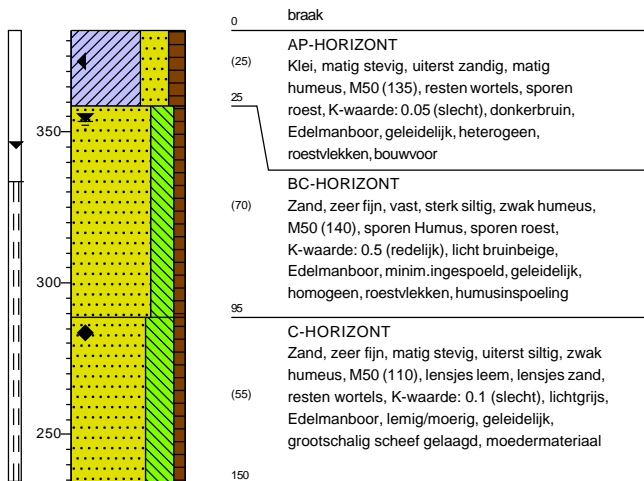 0
braak
AP-HORIZONT
(25)
Klei, matig stevig, uiterst zandig, matig
humeus, M50 (135), resten wortels, sporen
roest, K-waarde: 0.05 (slecht), donkerbruin,
25
Edelmanboor, geleidelijk, heterogeen,
roestvlekken, bouwvoor
350
BC-HORIZONT
(70)
Zand, zeer fijn, vast, sterk siltig, zwak humeus,
M50 (140), sporen Humus, sporen roest,
K-waarde: 0.5 (redelijk), licht bruinbeige,
Edelmanboor, minim.ingespoeld, geleidelijk,
homogeen, roestvlekken, humusinspoeling
300
95
C-HORIZONT
Zand, zeer fijn, matig stevig, uiterst siltig, zwak
humeus, M50 (110), lensjes leem, lensjes zand,
(55)
resten wortels, K-waarde: 0.1 (slecht), lichtgrijs,
Edelmanboor, lemig/moerig, geleidelijk,
grootschalig scheef gelaagd, moedermateriaal
250
150